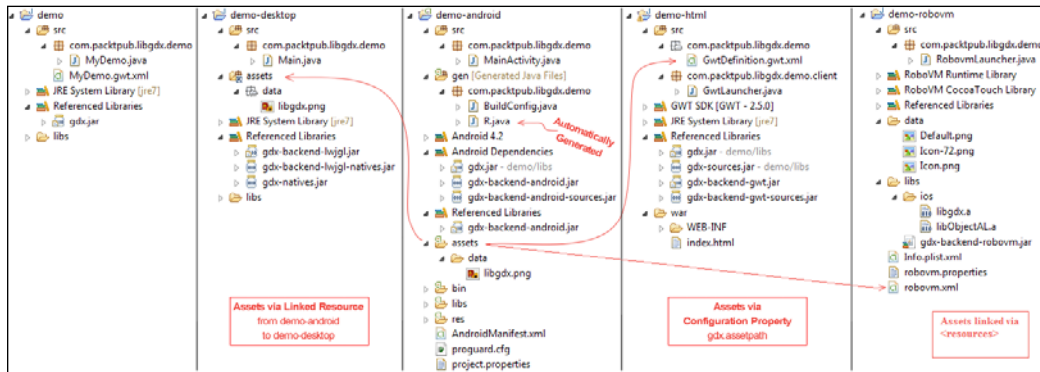 demo
src
com.packtpub.libgdx.demo
MyDemo.java
MyDemo.gwt.xml
JRE System Library [jre7]
Referenced Libraries
gdx.jar
libs
demo-desktop
src
com.packtpub.libgdx.demo
Main.java
assets
data
libgdx.png
JRE System Library [jre7]
Referenced Libraries
gdx-backend-lwjgl.jar
gdx-backend-lwjgl-natives.jar
gdx-natives.jar
libs
Assets via Linked Resource
from demo-android
to demo-desktop
demo-android
src
com.packtpub.libgdx.demo
MainActivity.java
gen [Generated Java Files]
com.packtpub.libgdx.demo
BuildConfig.java
R.java
Automatically
Generated
Android 4.2
Android Dependencies
gdx.jar - demo/libs
gdx-backend-android.jar
gdx-backend-android-sources.jar
Referenced Libraries
gdx-backend-android.jar
assets
data
libgdx.png
bin
libs
res
AndroidManifest.xml
proguard.cfg
project.properties
demo-html
src
com.packtpub.libgdx.demo
GwtDefinition.gwt.xml
com.packtpub.libgdx.demo.client
GwtLauncher.java
GWT SDK [GWT - 2.5.0]
Referenced Libraries
gdx.jar - demo/libs
gdx-sources.jar - demo/libs
gdx-backend-gwt.jar
gdx-backend-gwt-sources.jar
war
WEB-INF
index.html
Assets via
Configuration Property
gdx.assetpath
demo-robovm
src
com.packtpub.libgdx.demo
RobovmLauncher.java
RoboVM Runtime Library
RoboVM CocoaTouch Library
Referenced Libraries
data
Default.png
Icon-72.png
Icon.png
libs
ios
libgdx.a
libObjectAL.a
gdx-backend-robovm.jar
Info.plist.xml
robovm.properties
robovm.xml
Assets linked via
<resources>